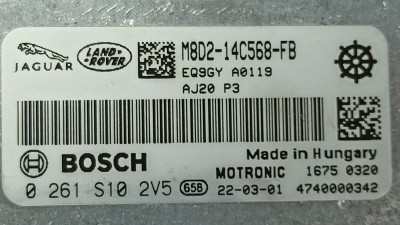 JAGUAR
LAND-ROVER
M8D2-14C568-FB
EQ9GY A0119
AJ20 P3
BOSCH
Made in Hungary
MOTRONIC 1675 0320
0 261 S10 2V5 658 22-03-01 4740000342